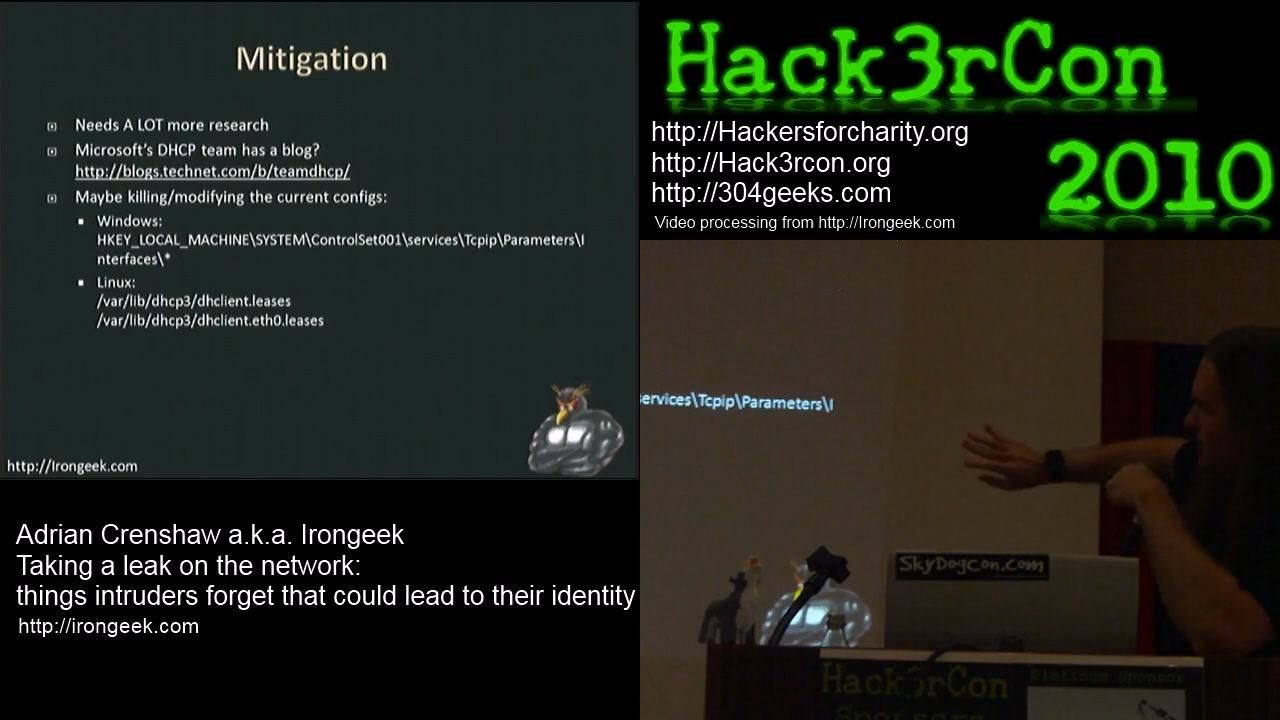 Mitigation
Needs A LOT more research
Microsoft's DHCP team has a blog?
http://blogs.technet.com/b/teamdhcp/
Maybe killing/modifying the current configs:
Windows:
HKEY_LOCAL_MACHINE\SYSTEM\ControlSet001\services\Tcpip\Parameters\I
nterfaces\*
Linux:
/var/lib/dhcp3/dhclient.leases
/var/lib/dhcp3/dhclient.eth0.leases
http://Irongeek.com
Adrian Crenshaw a.k.a. Irongeek
Taking a leak on the network:
things intruders forget that could lead to their identity
http://irongeek.com
Hack3rCon
2010
http://Hackersforcharity.org
http://Hack3rcon.org
http://304geeks.com
Video processing from http://Irongeek.com
ervices\Tcpip\Parameters\I
SkyDogCon.com
Hack3rCon
Sponsors
Platinum Sponsor